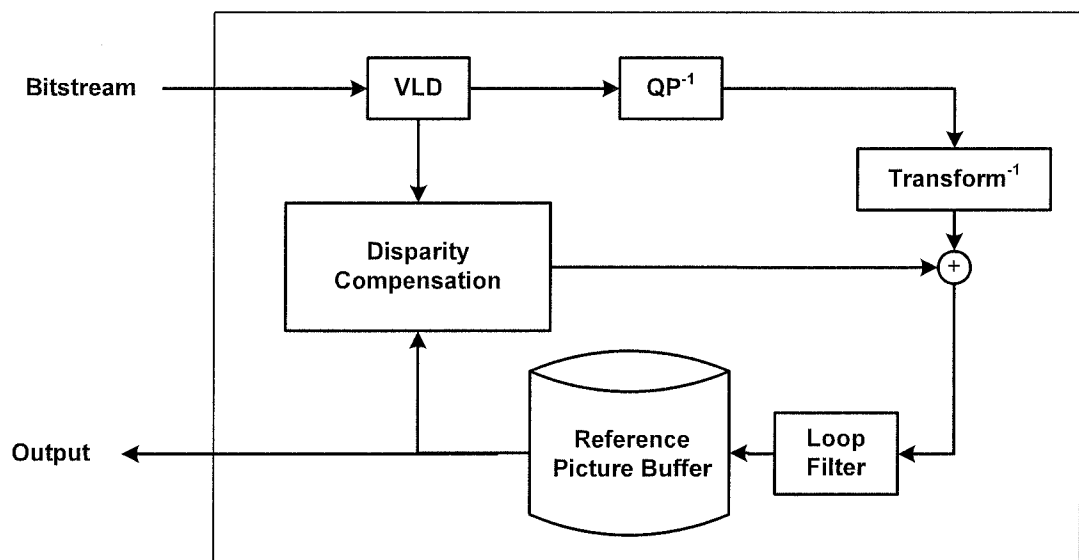 Bitstream
VLD
QP⁻¹
Transform⁻¹
Disparity
Compensation
+
Output
Reference
Picture Buffer
Loop
Filter